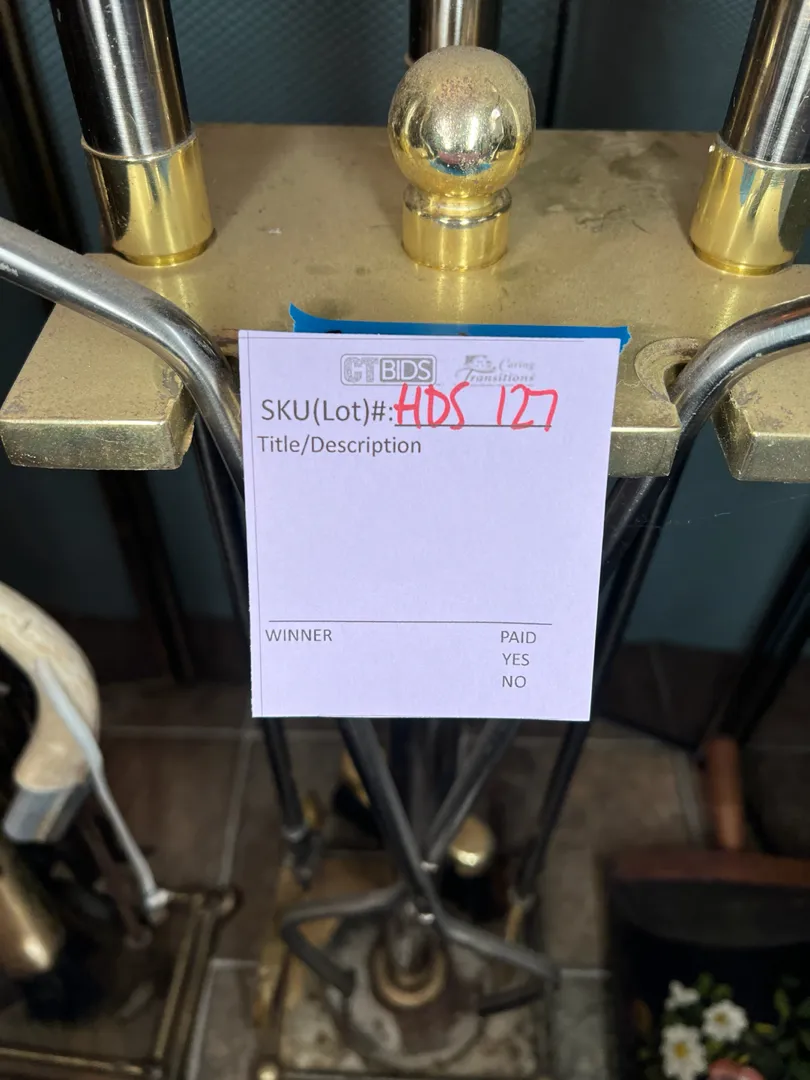 CTBIDS Caring Transitions
SKU(Lot)#: HDS 127
Title/Description
WINNER PAID
YES
NO